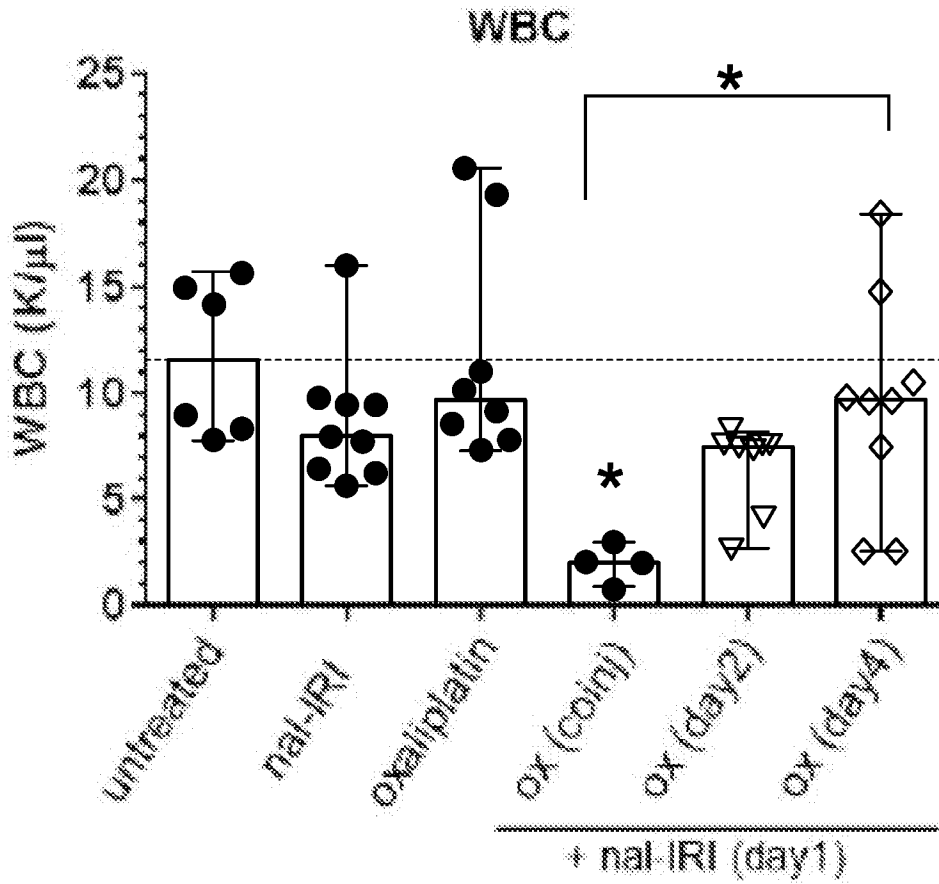 WBC
*
WBC (K/µl)
25
20
15
10
5
0
*
untreated
nal-IRI
oxaliplatin
ox (coinj)
ox (day2)
ox (day4)
+ nal-IRI (day1)